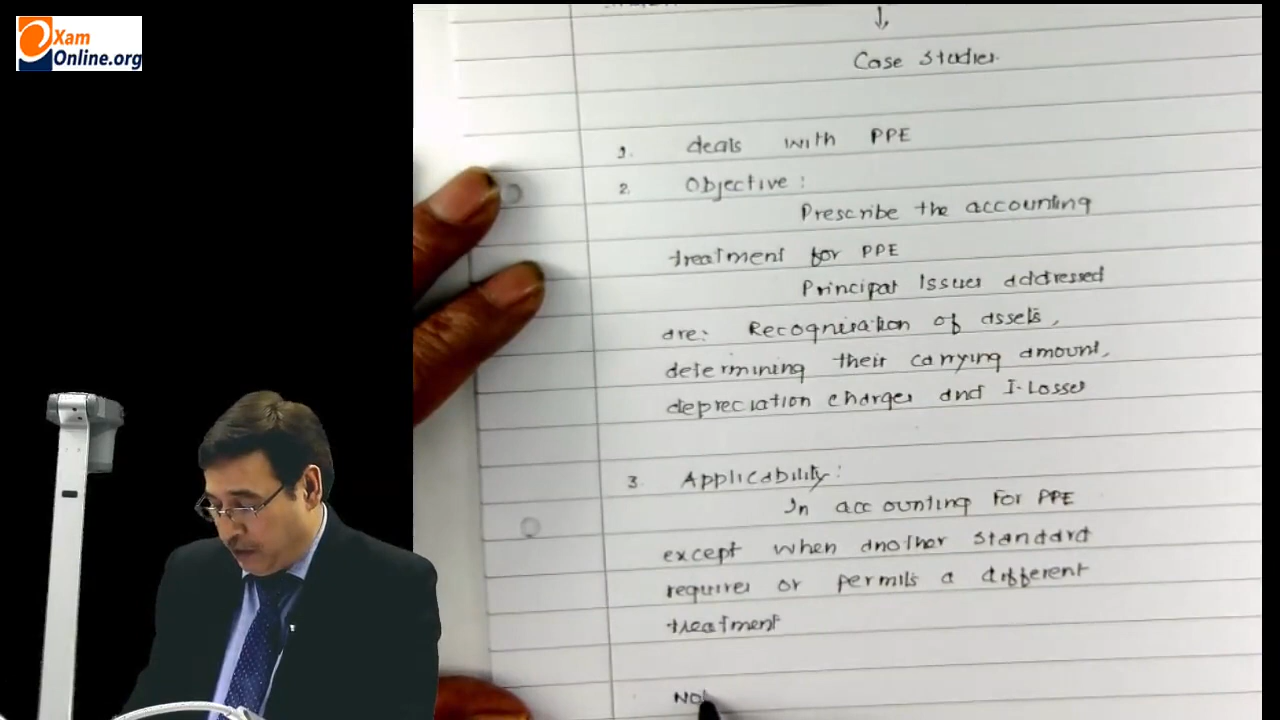 Xam
Online.org
Case Studies
1. deals with PPE
2. Objective:
Prescribe the accounting
treatment for PPE
Principal Issues addressed
are: Recognisation of assets,
determining their carrying amount,
depreciation charges and I. Losses
3. Applicability:
In accounting for PPE
except when another standard
requires or permits a different
treatment